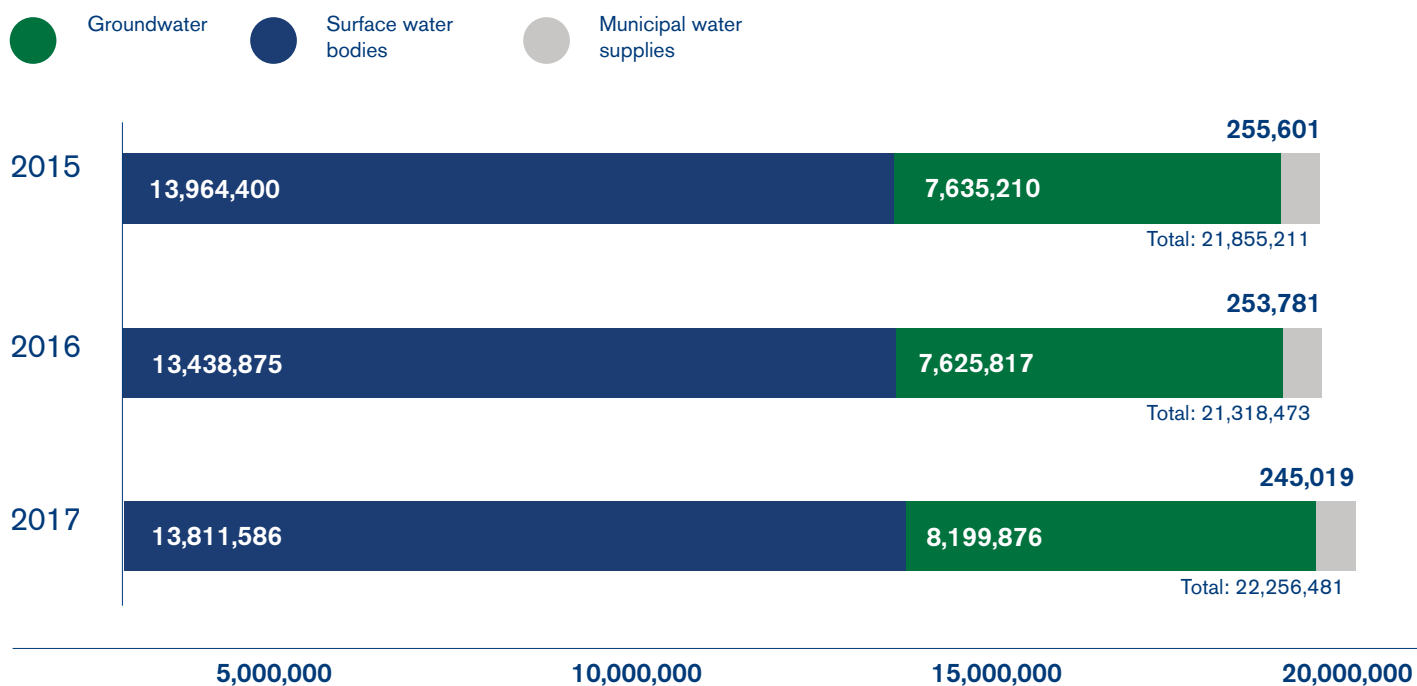 Groundwater
Surface water
bodies
Municipal water
supplies
255,601
2015
13,964,400
7,635,210
Total: 21,855,211
253,781
2016
13,438,875
7,625,817
Total: 21,318,473
245,019
2017
13,811,586
8,199,876
Total: 22,256,481
5,000,000
10,000,000
15,000,000
20,000,000